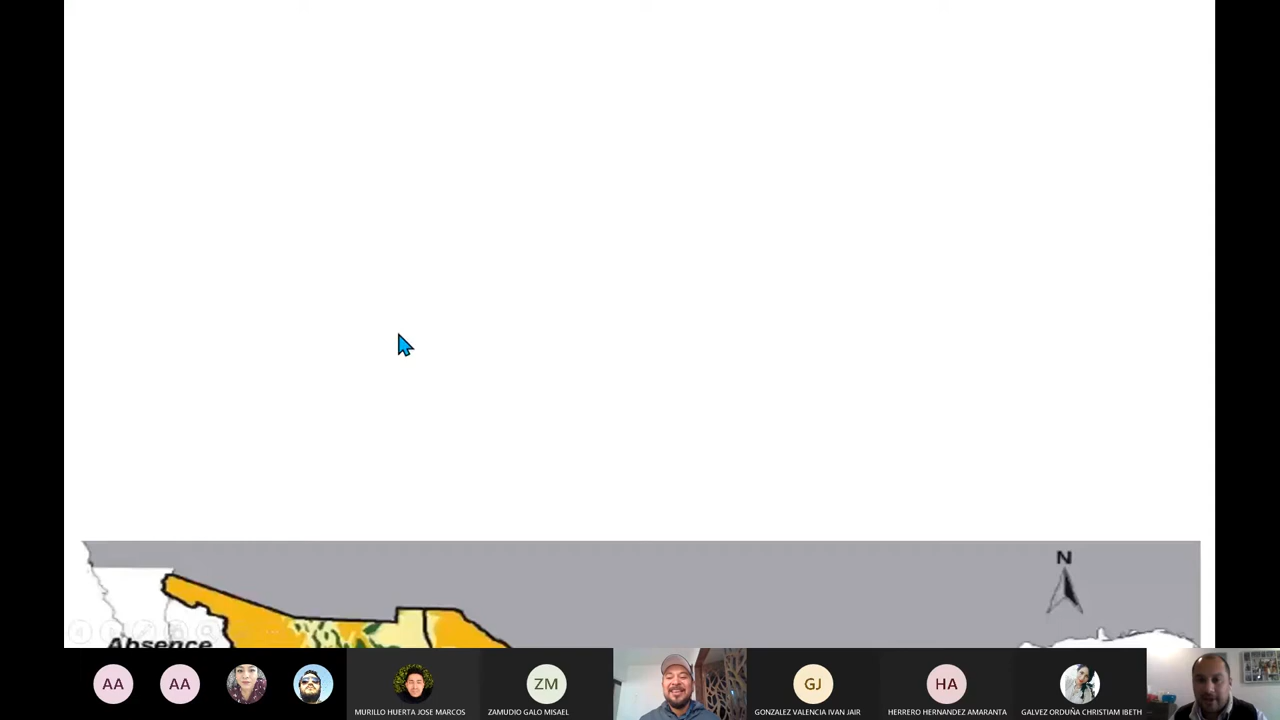 N
Absence
AA
AA
MURILLO HUERTA JOSE MARCOS
ZM
ZAMUDIO GALO MISAEL
GJ
GONZALEZ VALENCIA IVAN JAIR
HA
HERRERO HERNANDEZ AMARANTA
GALVEZ ORDUÑA CHRISTIAM IBETH